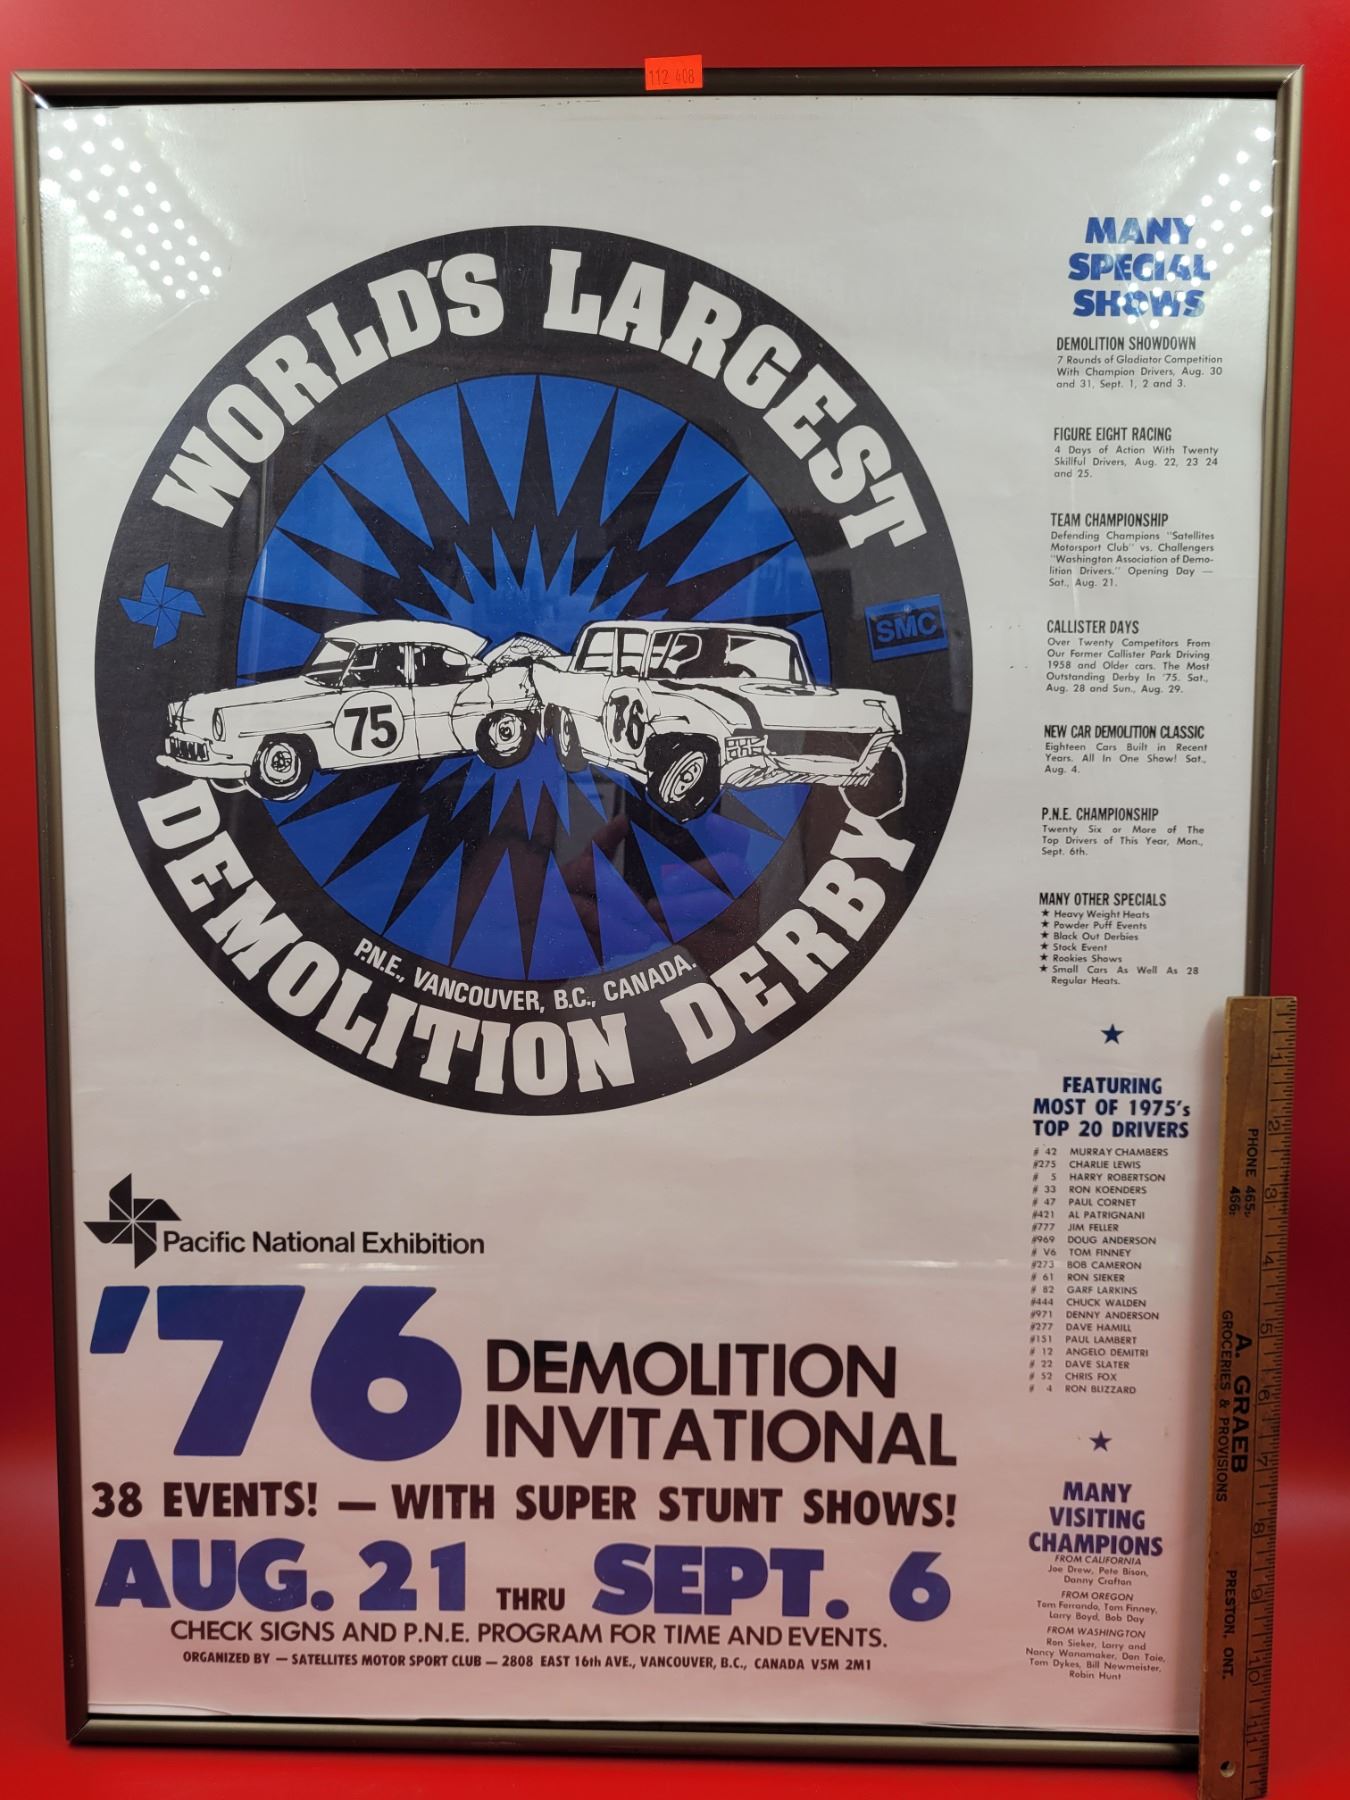 112 408
WORLD'S LARGEST
SMC
75
76
P.N.E., VANCOUVER, B.C., CANADA.
DEMOLITION DERBY
Pacific National Exhibition
'76 DEMOLITION
INVITATIONAL
38 EVENTS! — WITH SUPER STUNT SHOWS!
AUG. 21 THRU SEPT. 6
CHECK SIGNS AND P.N.E. PROGRAM FOR TIME AND EVENTS.
ORGANIZED BY — SATELLITES MOTOR SPORT CLUB — 2808 EAST 16th AVE., VANCOUVER, B.C., CANADA V5M 2M1
MANY
SPECIAL
SHOWS
DEMOLITION SHOWDOWN
7 Rounds of Gladiator Competition
With Champion Drivers, Aug. 30
and 31, Sept. 1, 2 and 3.
FIGURE EIGHT RACING
4 Days of Action With Twenty
Skillful Drivers, Aug. 22, 23 24
and 25.
TEAM CHAMPIONSHIP
Defending Champions "Satellites
Motorsport Club" vs. Challengers
"Washington Association of Demo-
lition Drivers." Opening Day —
Sat., Aug. 21.
CALLISTER DAYS
Over Twenty Competitors From
Our Former Callister Park Driving
1958 and Older cars. The Most
Outstanding Derby In '75. Sat.,
Aug. 28 and Sun., Aug. 29.
NEW CAR DEMOLITION CLASSIC
Eighteen Cars Built in Recent
Years. All In One Show! Sat.,
Aug. 4.
P.N.E. CHAMPIONSHIP
Twenty Six or More of The
Top Drivers of This Year, Mon.,
Sept. 6th.
MANY OTHER SPECIALS
★ Heavy Weight Heats
★ Powder Puff Events
★ Black Out Derbies
★ Stock Event
★ Rookies Shows
★ Small Cars As Well As 28
Regular Heats.
FEATURING
MOST OF 1975's
TOP 20 DRIVERS
# 42 MURRAY CHAMBERS
#275 CHARLIE LEWIS
# 5 HARRY ROBERTSON
# 33 RON KOENDERS
# 47 PAUL CORNET
#421 AL PATRIGNANI
#777 JIM FELLER
#969 DOUG ANDERSON
# V6 TOM FINNEY
#273 BOB CAMERON
# 61 RON SIEKER
# 82 GARF LARKINS
#444 CHUCK WALDEN
#971 DENNY ANDERSON
#277 DAVE HAMILL
#151 PAUL LAMBERT
# 12 ANGELO DEMITRI
# 22 DAVE SLATER
# 52 CHRIS FOX
# 4 RON BLIZZARD
MANY
VISITING
CHAMPIONS
FROM CALIFORNIA
Joe Drew, Pete Bison,
Danny Craftan
FROM OREGON
Tom Ferrando, Tom Finney,
Larry Boyd, Bob Day
FROM WASHINGTON
Ron Sieker, Larry and
Nancy Wanamaker, Don Taie,
Tom Dykes, Bill Newmeister,
Robin Hunt
PHONE
A. GRAEB
GROCERIES & PROVISIONS
PRESTON, ONT.
1
2
3
4
5
6
7
8
9
10
11